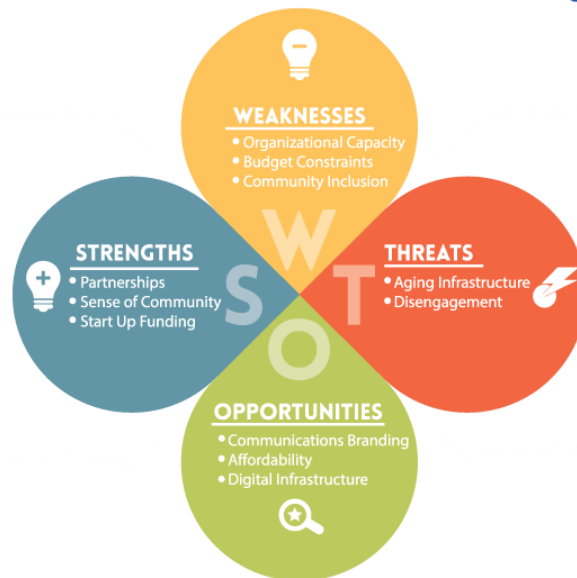 WEAKNESSES
• Organizational Capacity
• Budget Constraints
• Community Inclusion
STRENGTHS
• Partnerships
• Sense of Community
• Start Up Funding
THREATS
• Aging Infrastructure
• Disengagement
W
S T
O
OPPORTUNITIES
• Communications Branding
• Affordability
• Digital Infrastructure